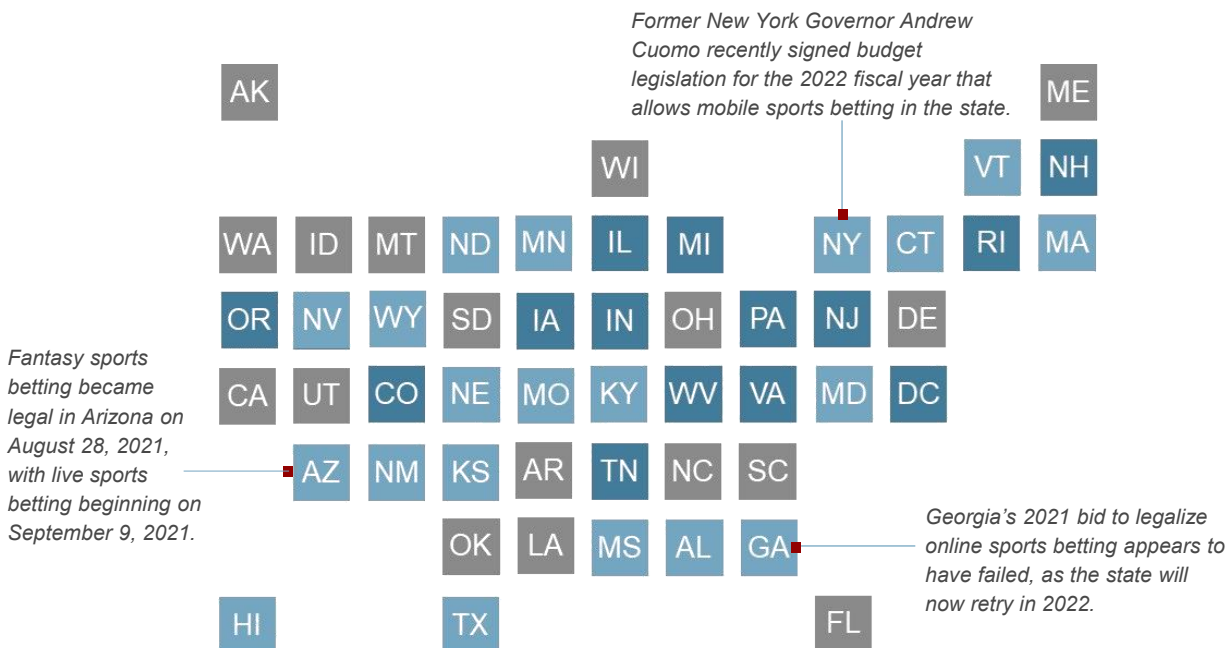 Former New York Governor Andrew
Cuomo recently signed budget
legislation for the 2022 fiscal year that
allows mobile sports betting in the state.
AK
ME
WI
VT
NH
WA
ID
MT
ND
MN
IL
MI
NY
CT
RI
MA
OR
NV
WY
SD
IA
IN
OH
PA
NJ
DE
Fantasy sports
betting became
legal in Arizona on
August 28, 2021,
with live sports
betting beginning on
September 9, 2021.
CA
UT
CO
NE
MO
KY
WV
VA
MD
DC
AZ
NM
KS
AR
TN
NC
SC
OK
LA
MS
AL
GA
Georgia's 2021 bid to legalize
online sports betting appears to
have failed, as the state will
now retry in 2022.
HI
TX
FL